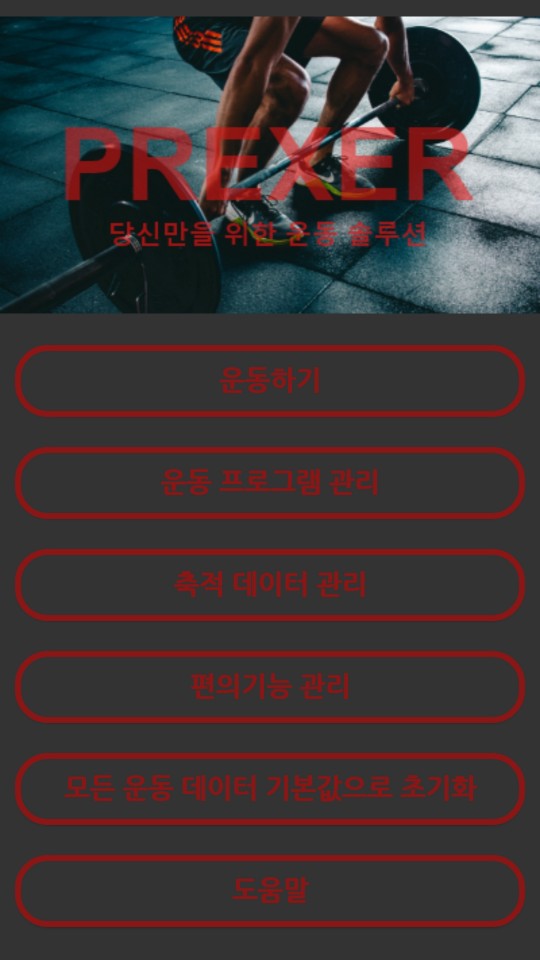 PREXER
당신만을 위한 운동 솔루션
운동하기
운동 프로그램 관리
축적 데이터 관리
편의기능 관리
모든 운동 데이터 기본값으로 초기화
도움말